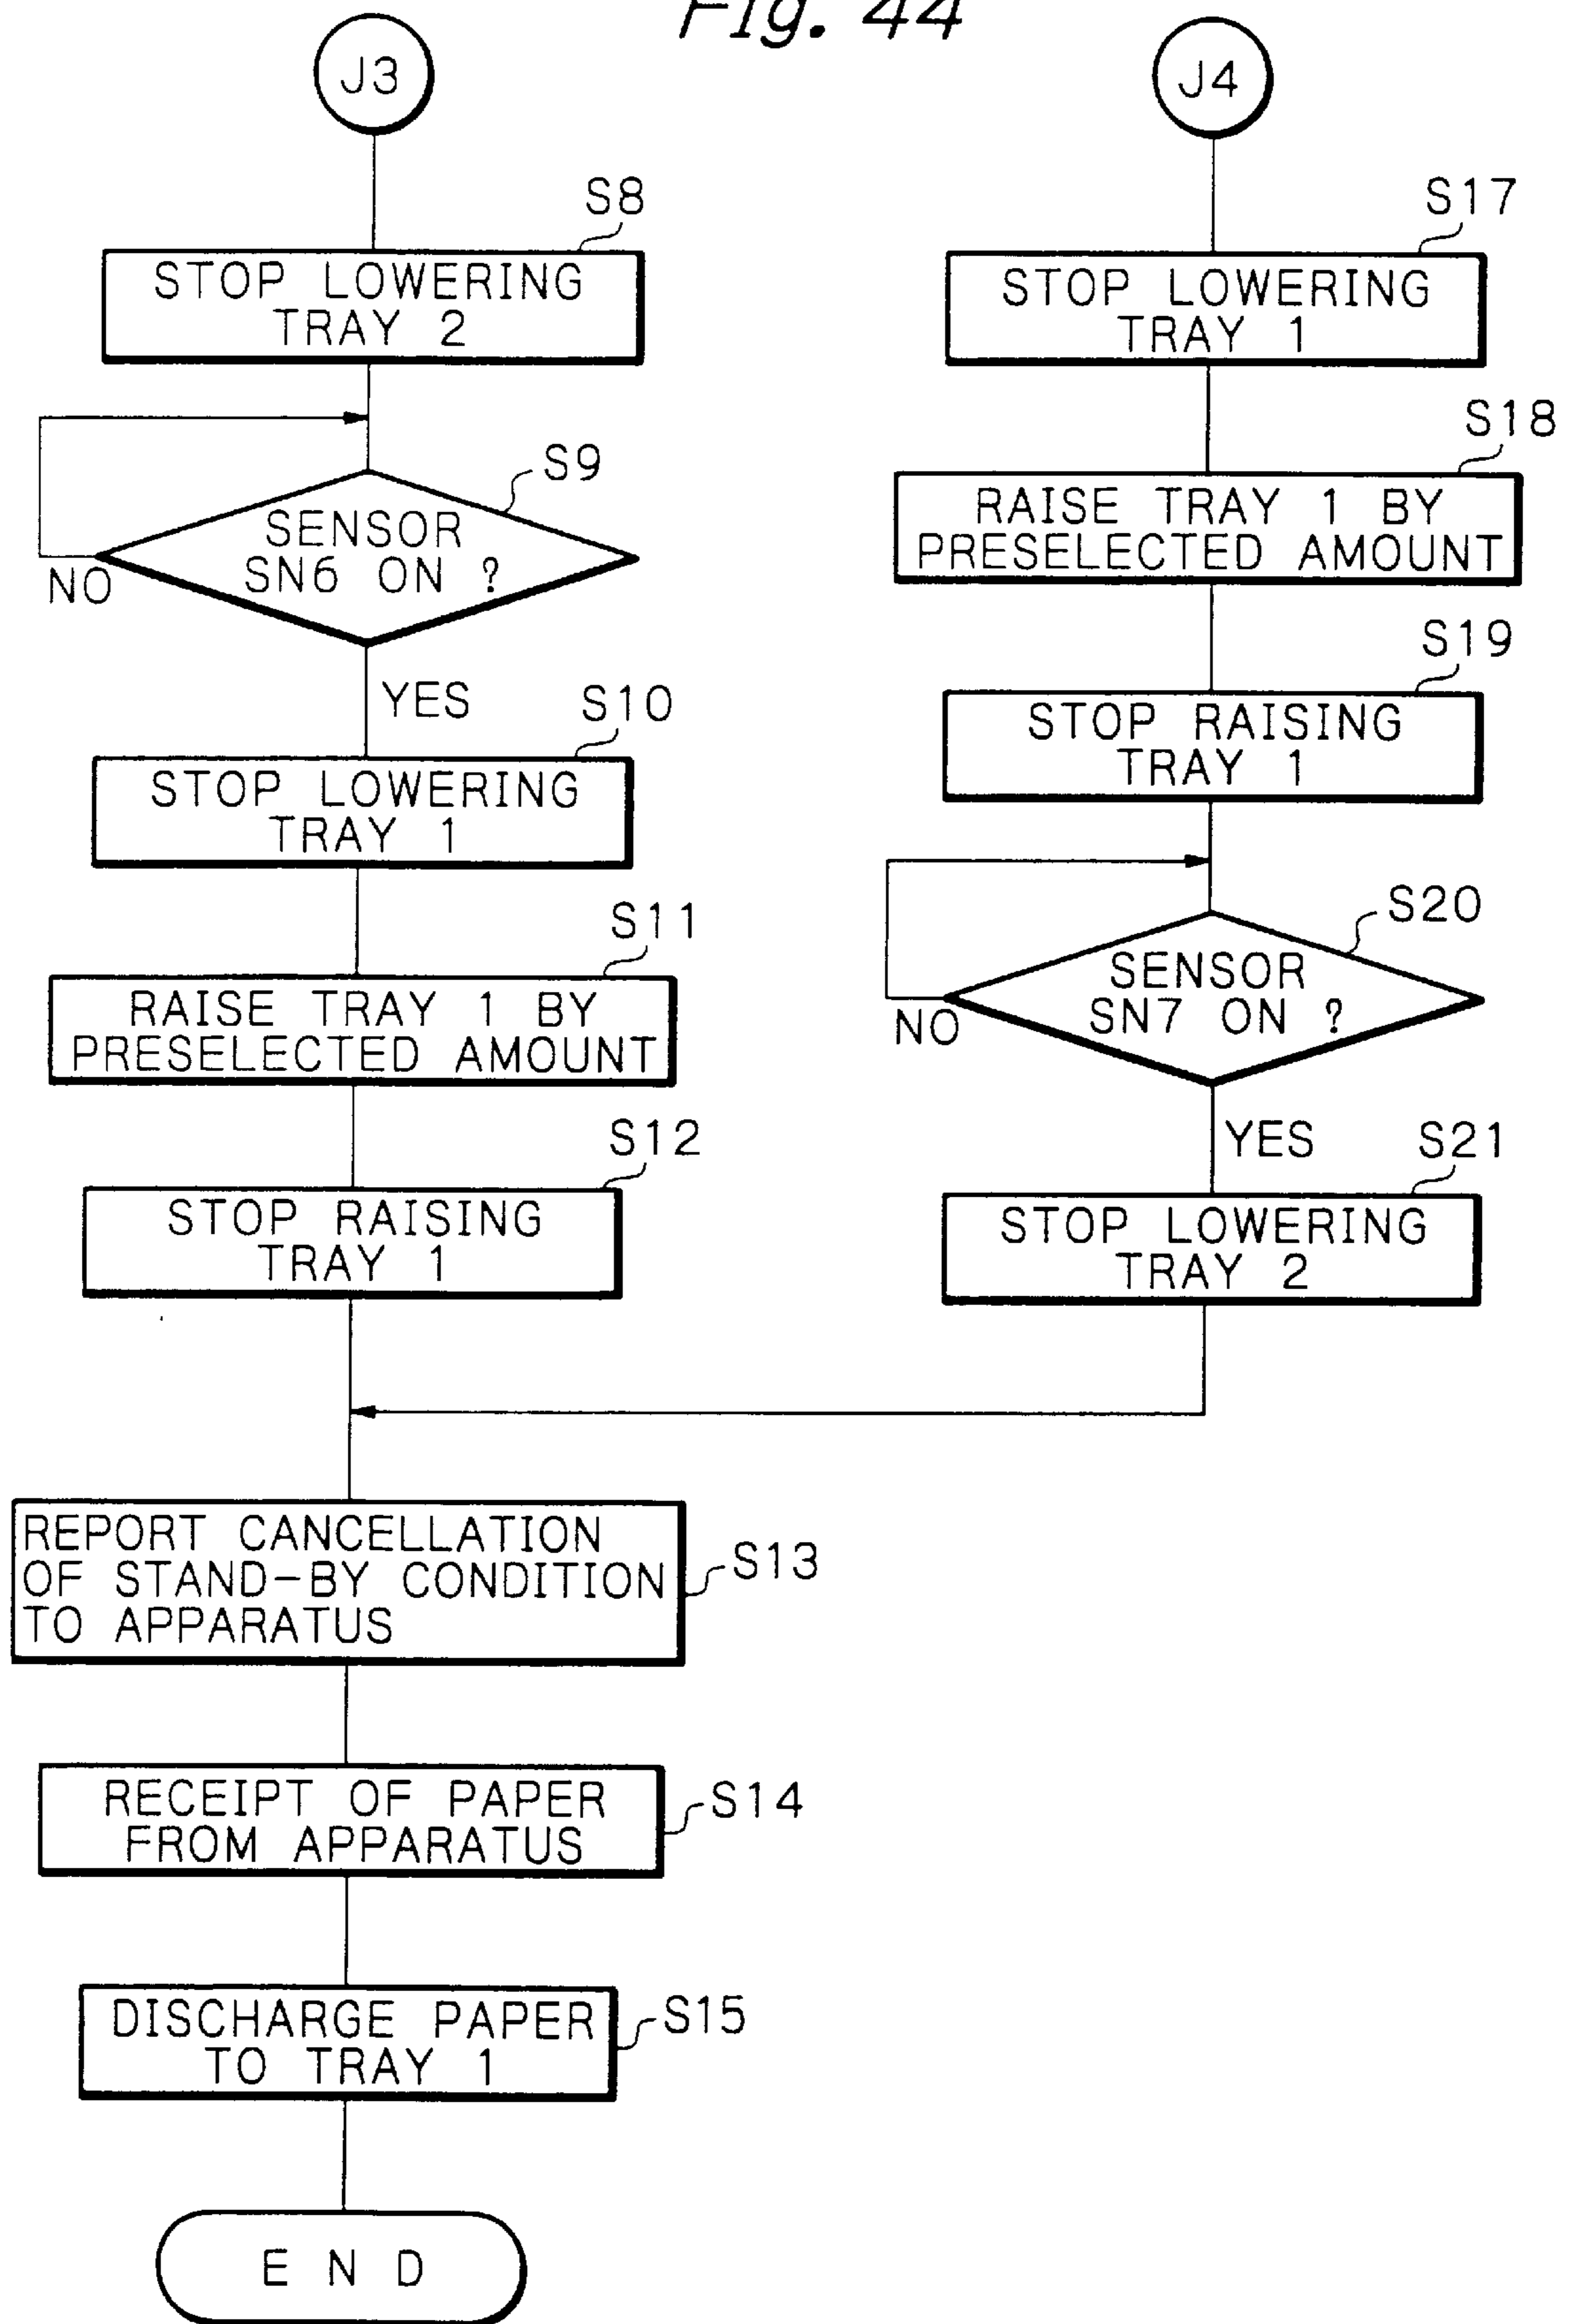 Fig. 44
J3
S8
STOP LOWERING
TRAY 2
S9
SENSOR
SN6 ON ?
NO
YES
S10
STOP LOWERING
TRAY 1
S11
RAISE TRAY 1 BY
PRESELECTED AMOUNT
S12
STOP RAISING
TRAY 1
J4
S17
STOP LOWERING
TRAY 1
S18
RAISE TRAY 1 BY
PRESELECTED AMOUNT
S19
STOP RAISING
TRAY 1
S20
SENSOR
SN7 ON ?
NO
YES
S21
STOP LOWERING
TRAY 2
REPORT CANCELLATION
OF STAND-BY CONDITION
TO APPARATUS
S13
RECEIPT OF PAPER
FROM APPARATUS
S14
DISCHARGE PAPER
TO TRAY 1
S15
END